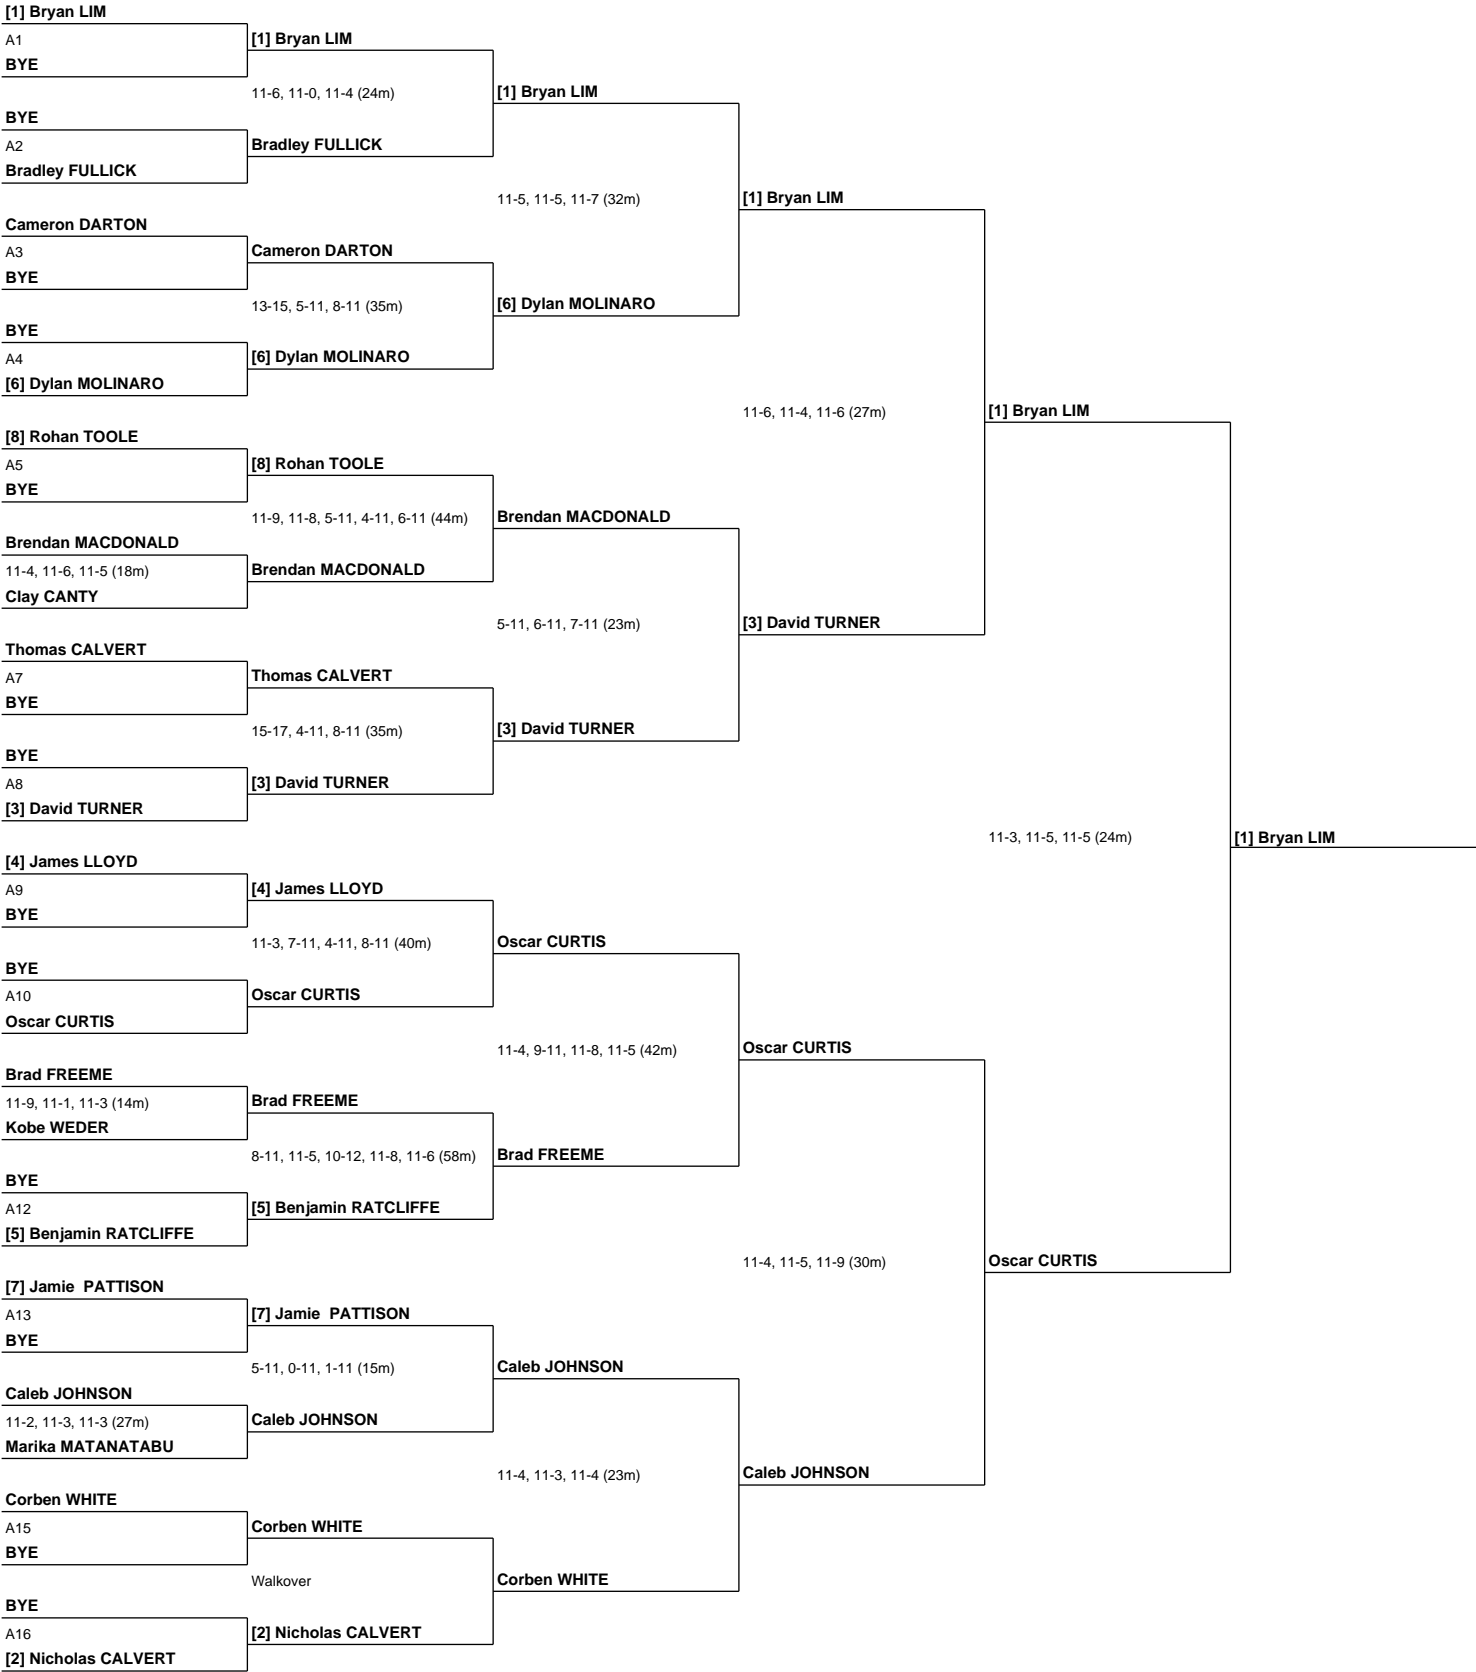 [1] Bryan LIM
A1
BYE
BYE
A2
Bradley FULLICK
Cameron DARTON
A3
BYE
BYE
A4
[6] Dylan MOLINARO
[8] Rohan TOOLE
A5
BYE
Brendan MACDONALD
11-4, 11-6, 11-5 (18m)
Clay CANTY
Thomas CALVERT
A7
BYE
BYE
A8
[3] David TURNER
[4] James LLOYD
A9
BYE
BYE
A10
Oscar CURTIS
Brad FREEME
11-9, 11-1, 11-3 (14m)
Kobe WEDER
BYE
A12
[5] Benjamin RATCLIFFE
[7] Jamie  PATTISON
A13
BYE
Caleb JOHNSON
11-2, 11-3, 11-3 (27m)
Marika MATANATABU
Corben WHITE
A15
BYE
BYE
A16
[2] Nicholas CALVERT
[1] Bryan LIM
11-6, 11-0, 11-4 (24m)
Bradley FULLICK
Cameron DARTON
13-15, 5-11, 8-11 (35m)
[6] Dylan MOLINARO
[8] Rohan TOOLE
11-9, 11-8, 5-11, 4-11, 6-11 (44m)
Brendan MACDONALD
Thomas CALVERT
15-17, 4-11, 8-11 (35m)
[3] David TURNER
[4] James LLOYD
11-3, 7-11, 4-11, 8-11 (40m)
Oscar CURTIS
Brad FREEME
8-11, 11-5, 10-12, 11-8, 11-6 (58m)
[5] Benjamin RATCLIFFE
[7] Jamie  PATTISON
5-11, 0-11, 1-11 (15m)
Caleb JOHNSON
Corben WHITE
Walkover
[2] Nicholas CALVERT
[1] Bryan LIM
11-5, 11-5, 11-7 (32m)
[6] Dylan MOLINARO
Brendan MACDONALD
5-11, 6-11, 7-11 (23m)
[3] David TURNER
Oscar CURTIS
11-4, 9-11, 11-8, 11-5 (42m)
Brad FREEME
Caleb JOHNSON
11-4, 11-3, 11-4 (23m)
Corben WHITE
[1] Bryan LIM
11-6, 11-4, 11-6 (27m)
[3] David TURNER
Oscar CURTIS
11-4, 11-5, 11-9 (30m)
Caleb JOHNSON
[1] Bryan LIM
11-3, 11-5, 11-5 (24m)
Oscar CURTIS
[1] Bryan LIM